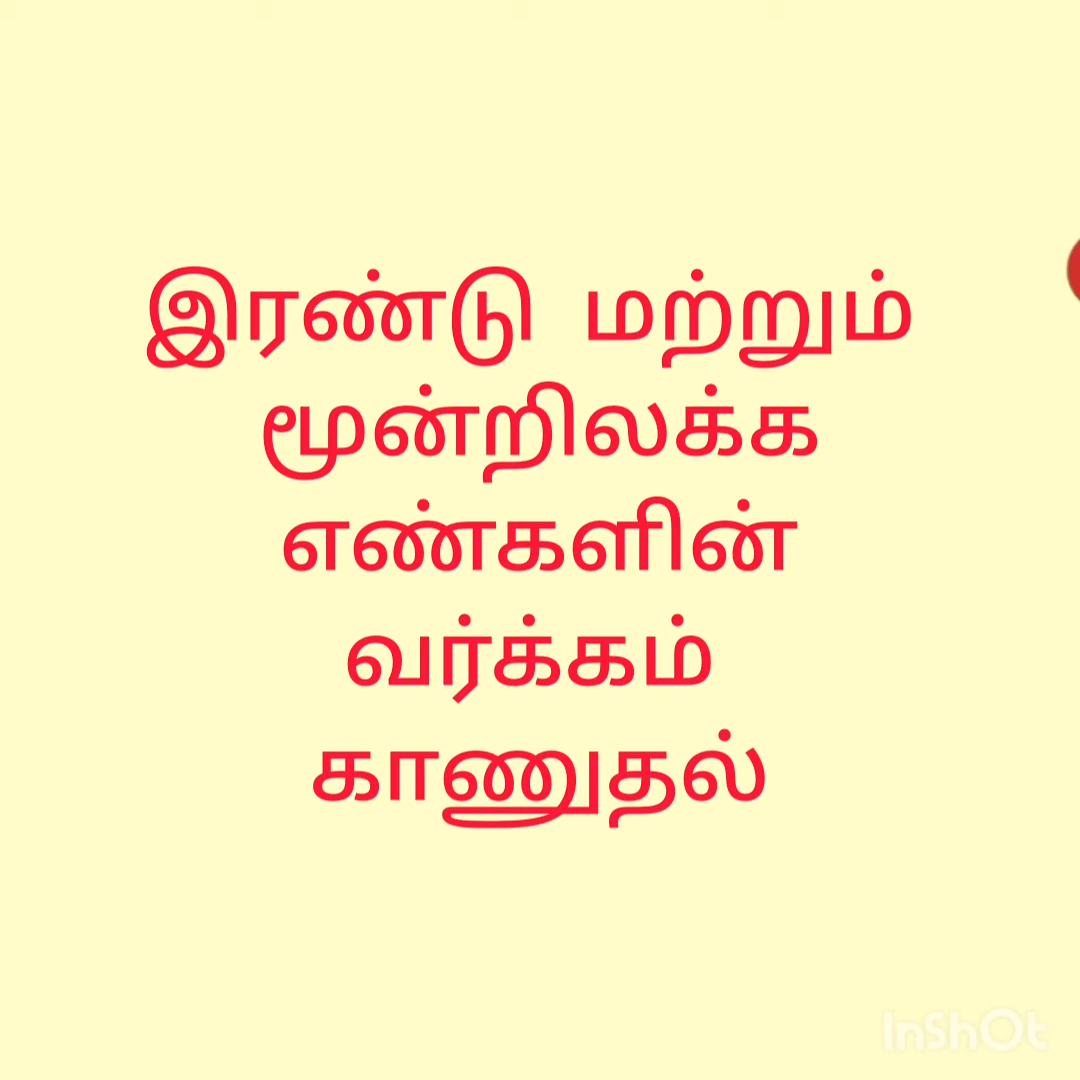 இரண்டு மற்றும்
மூன்றிலக்க
எண்களின்
வர்க்கம்
காணுதல்
InShOt